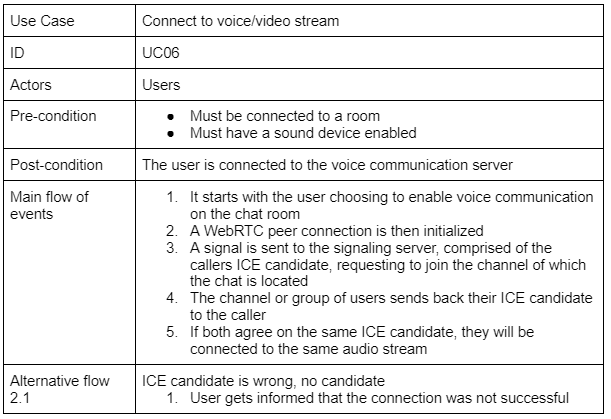 Use Case
Connect to voice/video stream
ID
UC06
Actors
Users
Pre-condition
● Must be connected to a room
● Must have a sound device enabled
Post-condition
The user is connected to the voice communication server
Main flow of
events
1. It starts with the user choosing to enable voice communication
on the chat room
2. A WebRTC peer connection is then initialized
3. A signal is sent to the signaling server, comprised of the
callers ICE candidate, requesting to join the channel of which
the chat is located
4. The channel or group of users sends back their ICE candidate
to the caller
5. If both agree on the same ICE candidate, they will be
connected to the same audio stream
Alternative flow
2.1
ICE candidate is wrong, no candidate
1. User gets informed that the connection was not successful